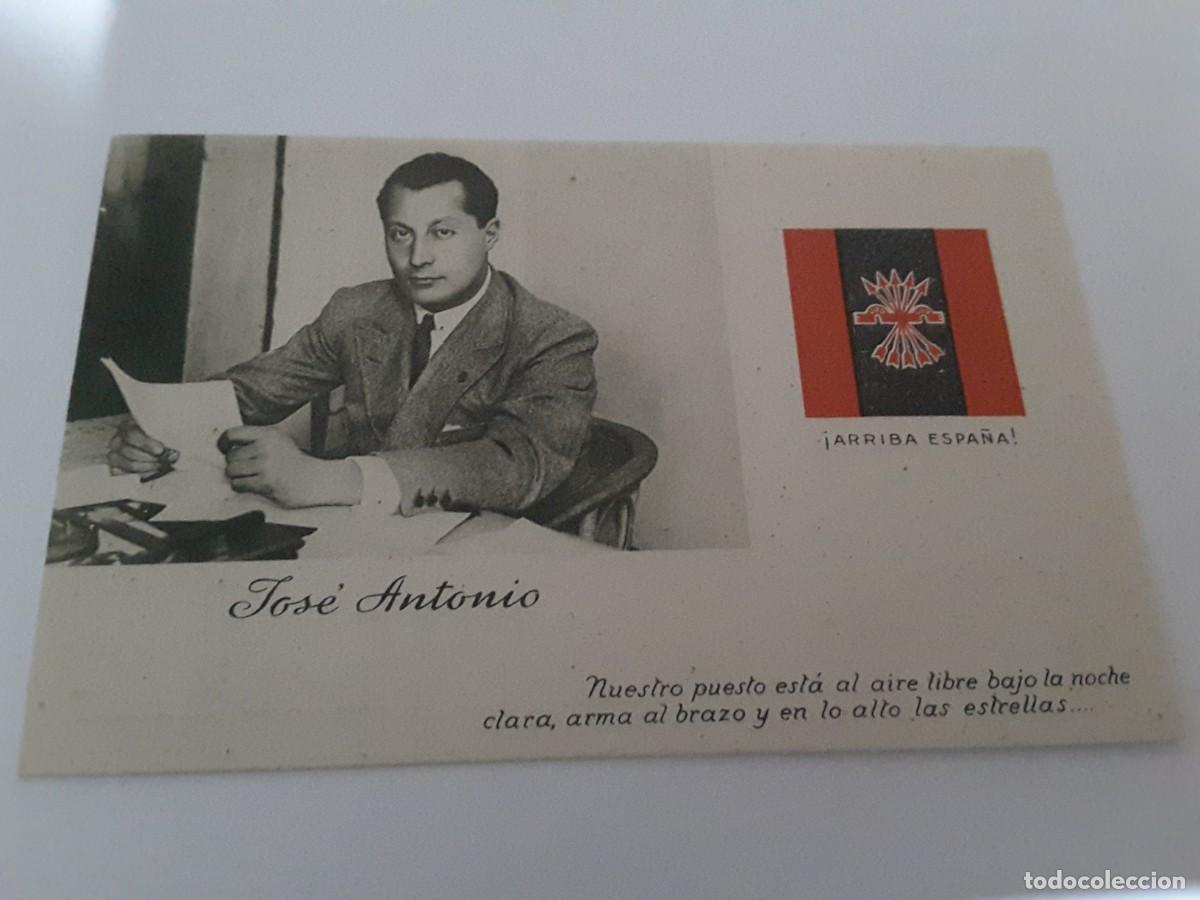 ¡ARRIBA ESPAÑA!
José Antonio
Nuestro puesto está al aire libre bajo la noche
clara, arma al brazo y en lo alto las estrellas....
todocoleccion